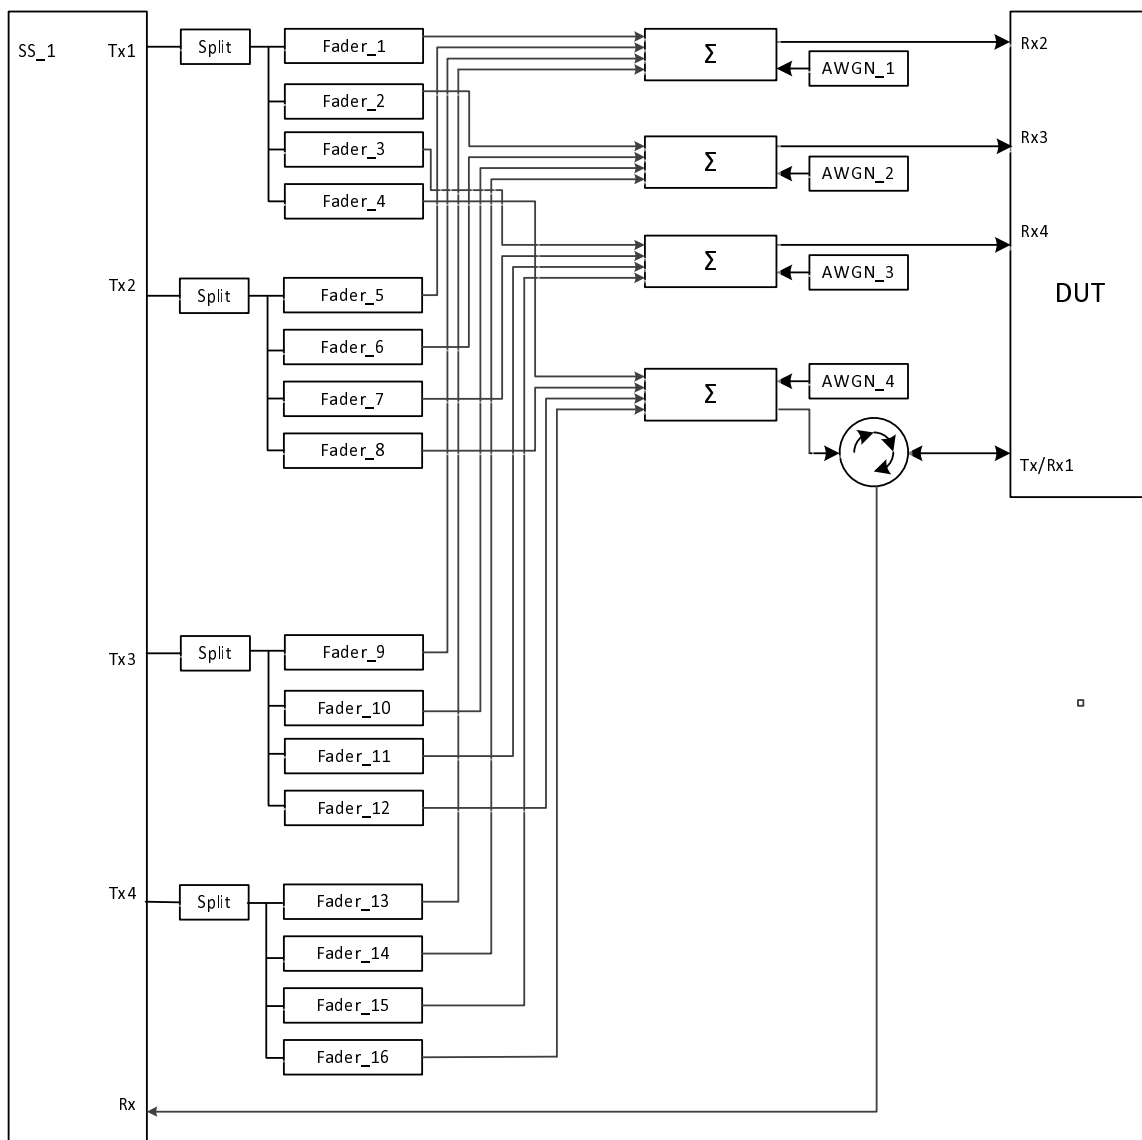 SS_1
Tx1
Split
Fader_1
Σ
Rx2
AWGN_1
Fader_2
Fader_3
Σ
Rx3
AWGN_2
Fader_4
Σ
Rx4
AWGN_3
Tx2
Split
Fader_5
DUT
Fader_6
Fader_7
Σ
AWGN_4
Fader_8
Tx/Rx1
Tx3
Split
Fader_9
Fader_10
Fader_11
Fader_12
Tx4
Split
Fader_13
Fader_14
Fader_15
Fader_16
Rx